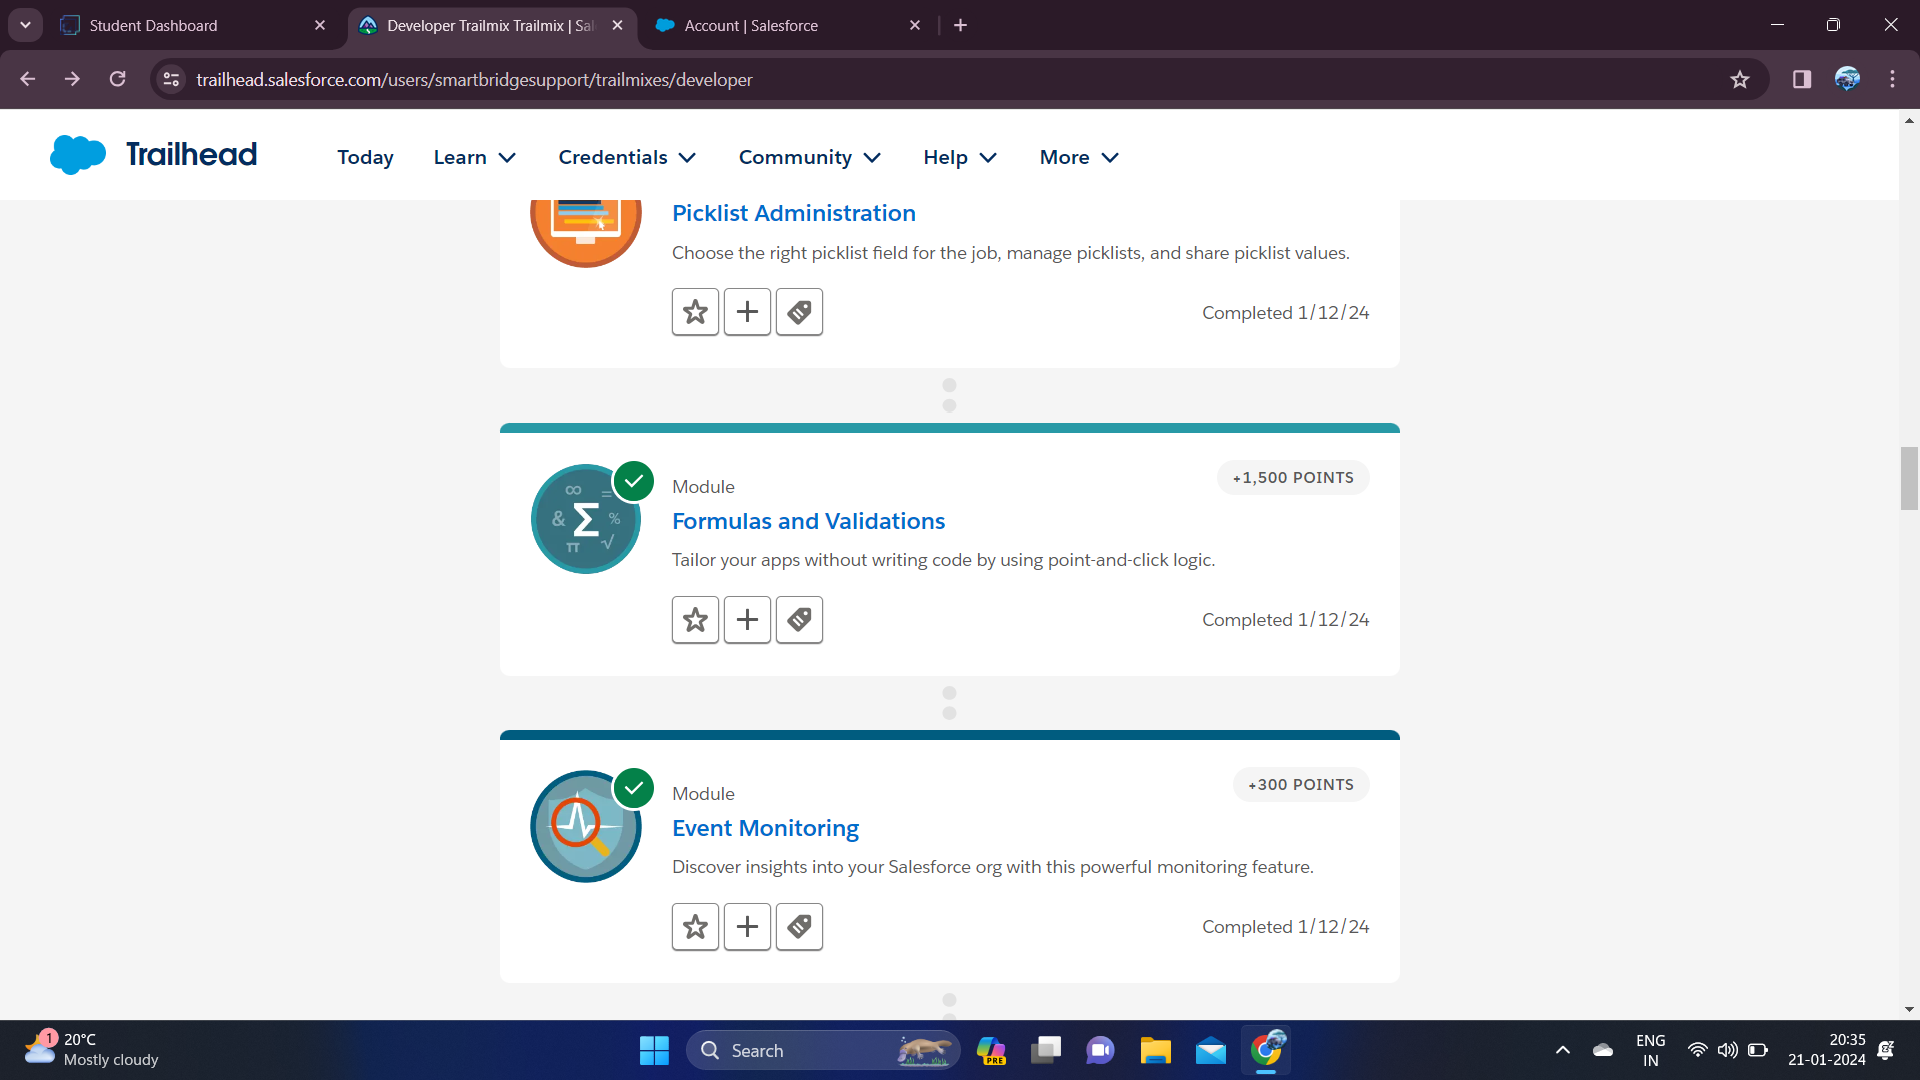 Student Dashboard
Developer Trailmix Trailmix | Sal
Account | Salesforce
trailhead.salesforce.com/users/smartbridgesupport/trailmixes/developer
Trailhead
Today
Learn
Credentials
Community
Help
More
Picklist Administration
Choose the right picklist field for the job, manage picklists, and share picklist values.
Completed 1/12/24
+1,500 POINTS
Module
Formulas and Validations
Tailor your apps without writing code by using point-and-click logic.
Completed 1/12/24
∞ =
& Σ %
π √
+300 POINTS
Module
Event Monitoring
Discover insights into your Salesforce org with this powerful monitoring feature.
Completed 1/12/24
1
20°C
Mostly cloudy
Search
PRE
ENG
IN
20:35
21-01-2024